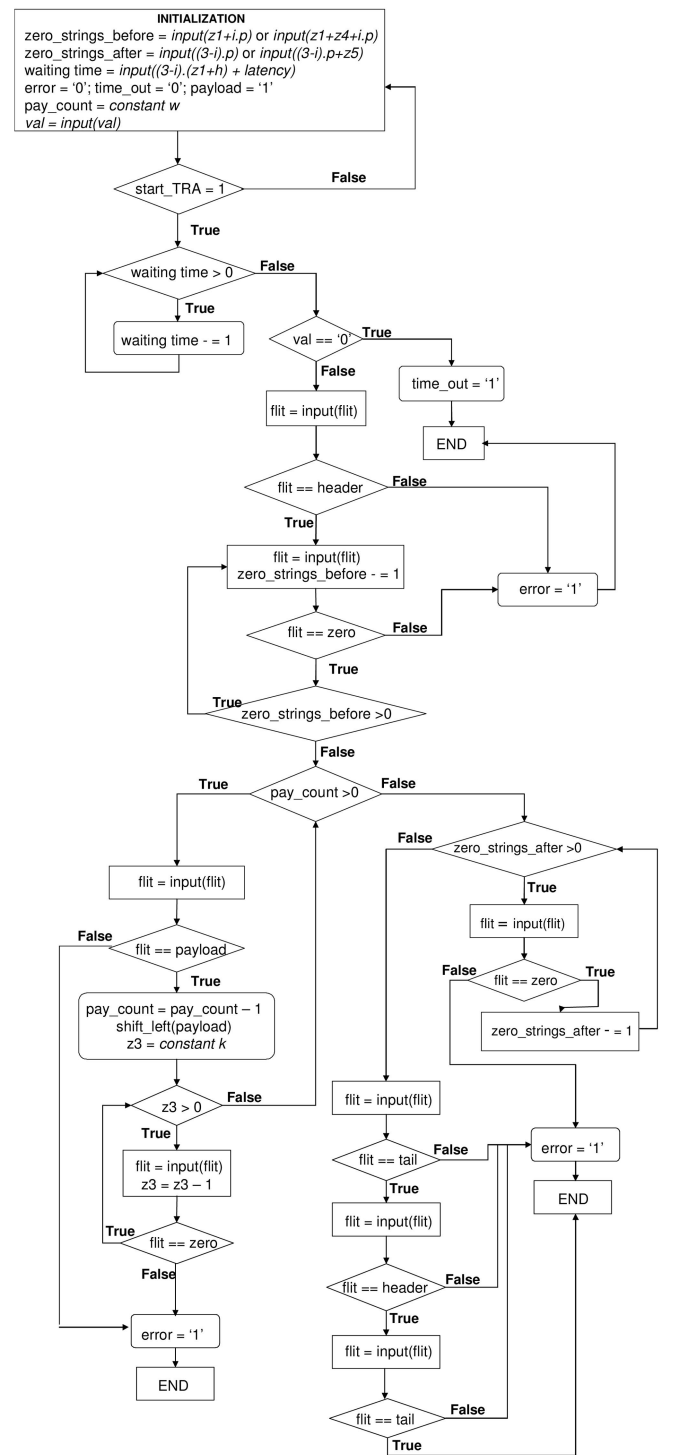 INITIALIZATION
zero_strings_before = input(z1+i.p) or input(z1+z4+i.p)
zero_strings_after = input((3-i).p) or input((3-i).p+z5)
waiting time = input((3-i).(z1+h) + latency)
error = ‘0’; time_out = ‘0’; payload = ‘1’
pay_count = constant w
val = input(val)
start_TRA = 1
False
True
waiting time > 0
False
True
waiting time - = 1
val == ‘0’
True
False
time_out = ‘1’
flit = input(flit)
END
flit == header
False
True
flit = input(flit)
zero_strings_before - = 1
error = ‘1’
flit == zero
False
True
True
zero_strings_before >0
False
True
pay_count >0
False
False
zero_strings_after >0
True
flit = input(flit)
flit = input(flit)
False
flit == payload
True
False
flit == zero
True
pay_count = pay_count – 1
shift_left(payload)
z3 = constant k
zero_strings_after - = 1
z3 > 0
False
True
flit = input(flit)
z3 = z3 – 1
True
flit == zero
False
error = ‘1’
END
flit = input(flit)
flit == tail
False
True
error = ‘1’
END
flit = input(flit)
flit == header
False
True
flit = input(flit)
flit == tail
False
True